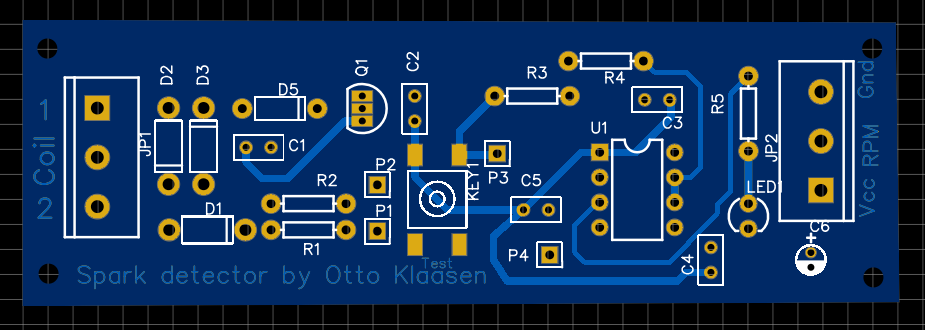 D2
D3
D5
Q1
C2
R3
R4
R5
Gnd
1
Coil
2
JP1
C1
P2
P3
KEY1
U1
C3
JP2
RPM
Vcc
R2
P1
C5
LED1
D1
R1
P4
C4
C6
+
Test
Spark detector by Otto Klaasen